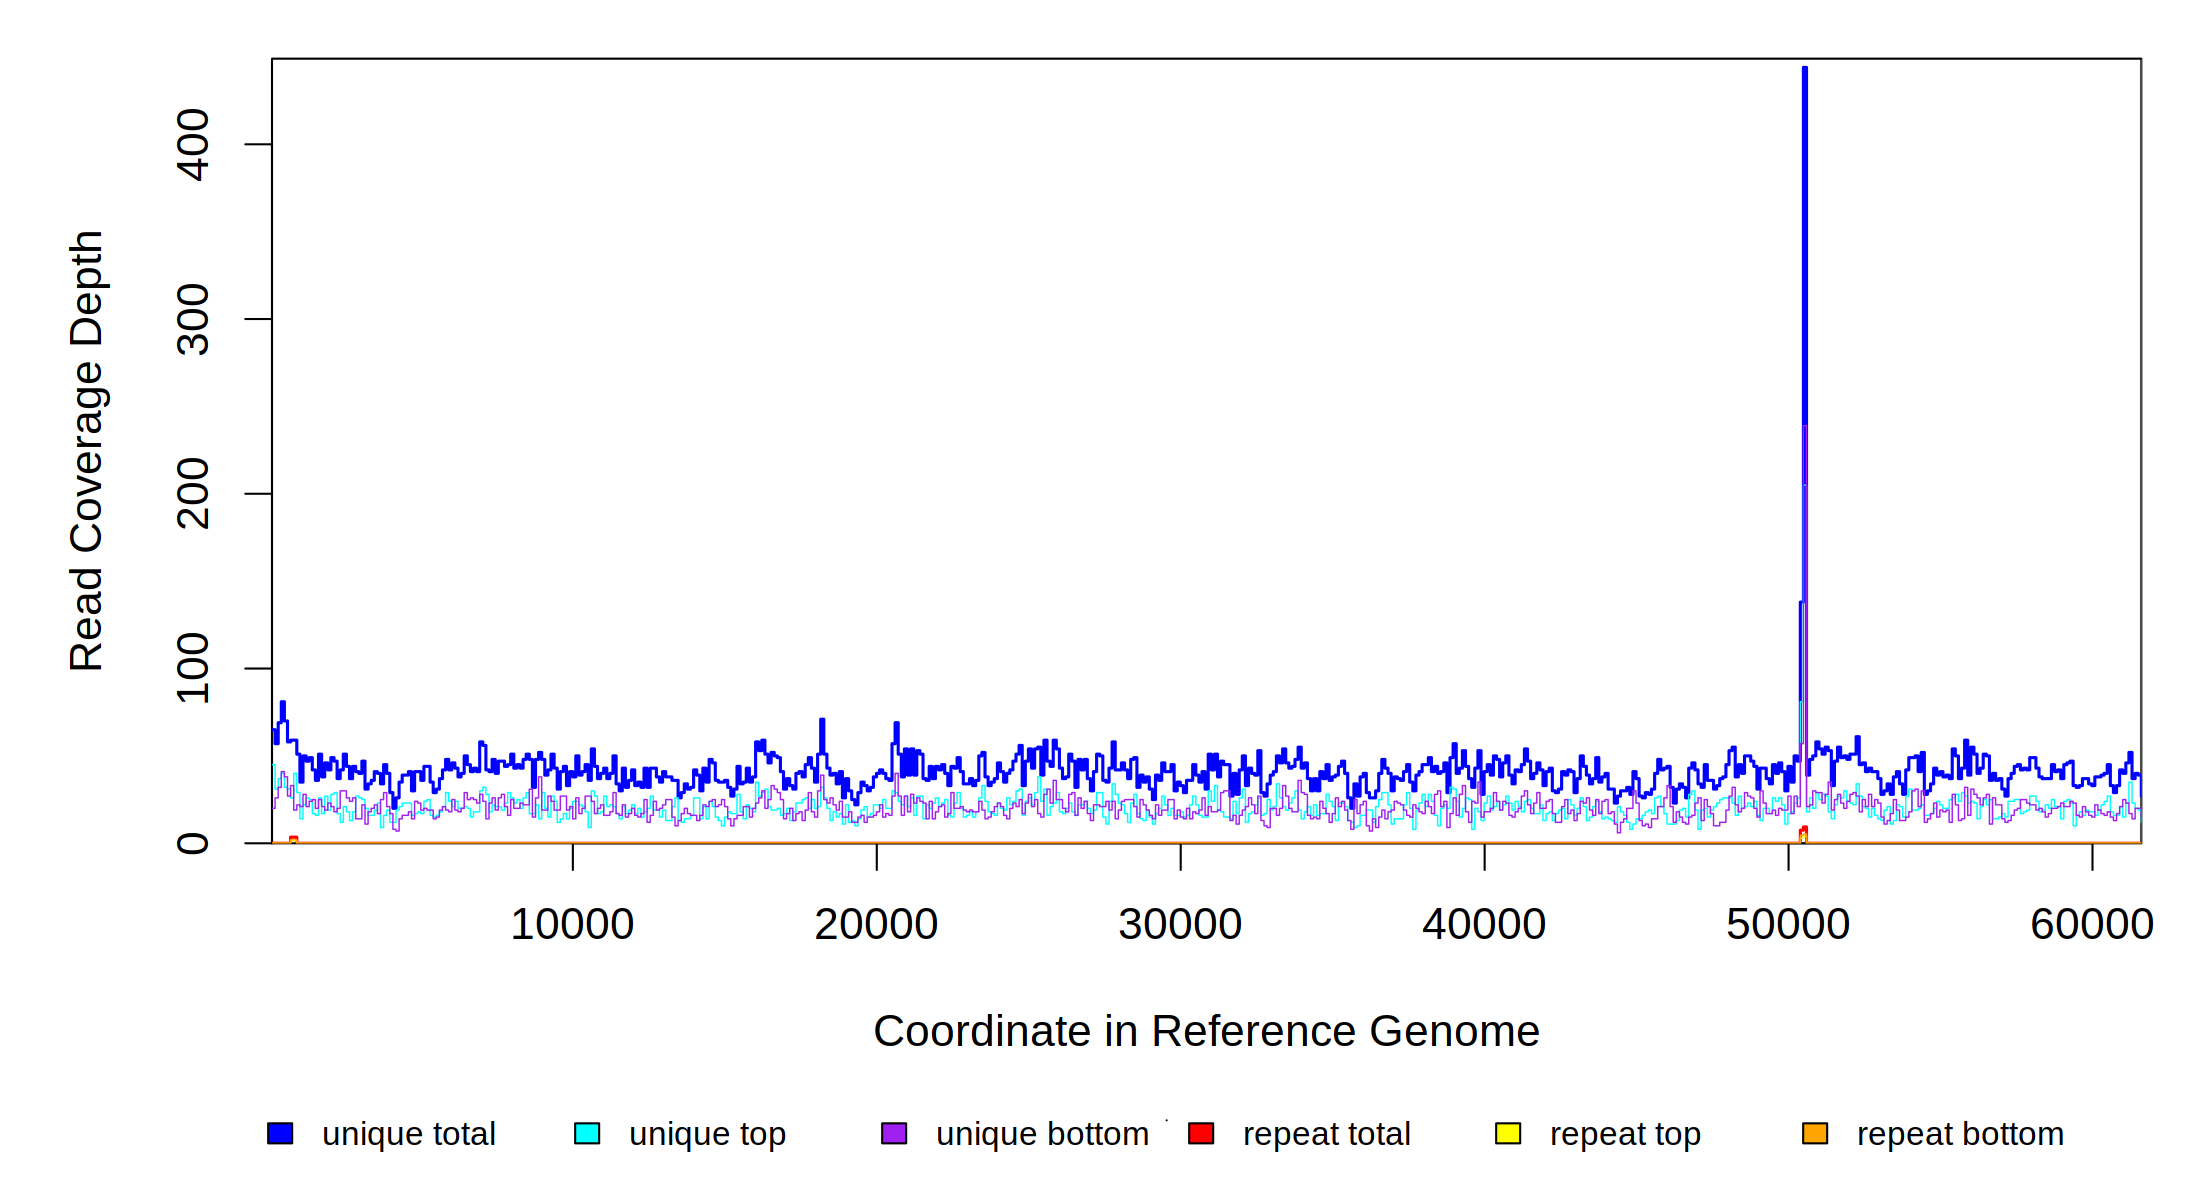 Read Coverage Depth
400
300
200
100
0
10000 20000 30000 40000 50000 60000
Coordinate in Reference Genome
unique total unique top unique bottom repeat total repeat top repeat bottom